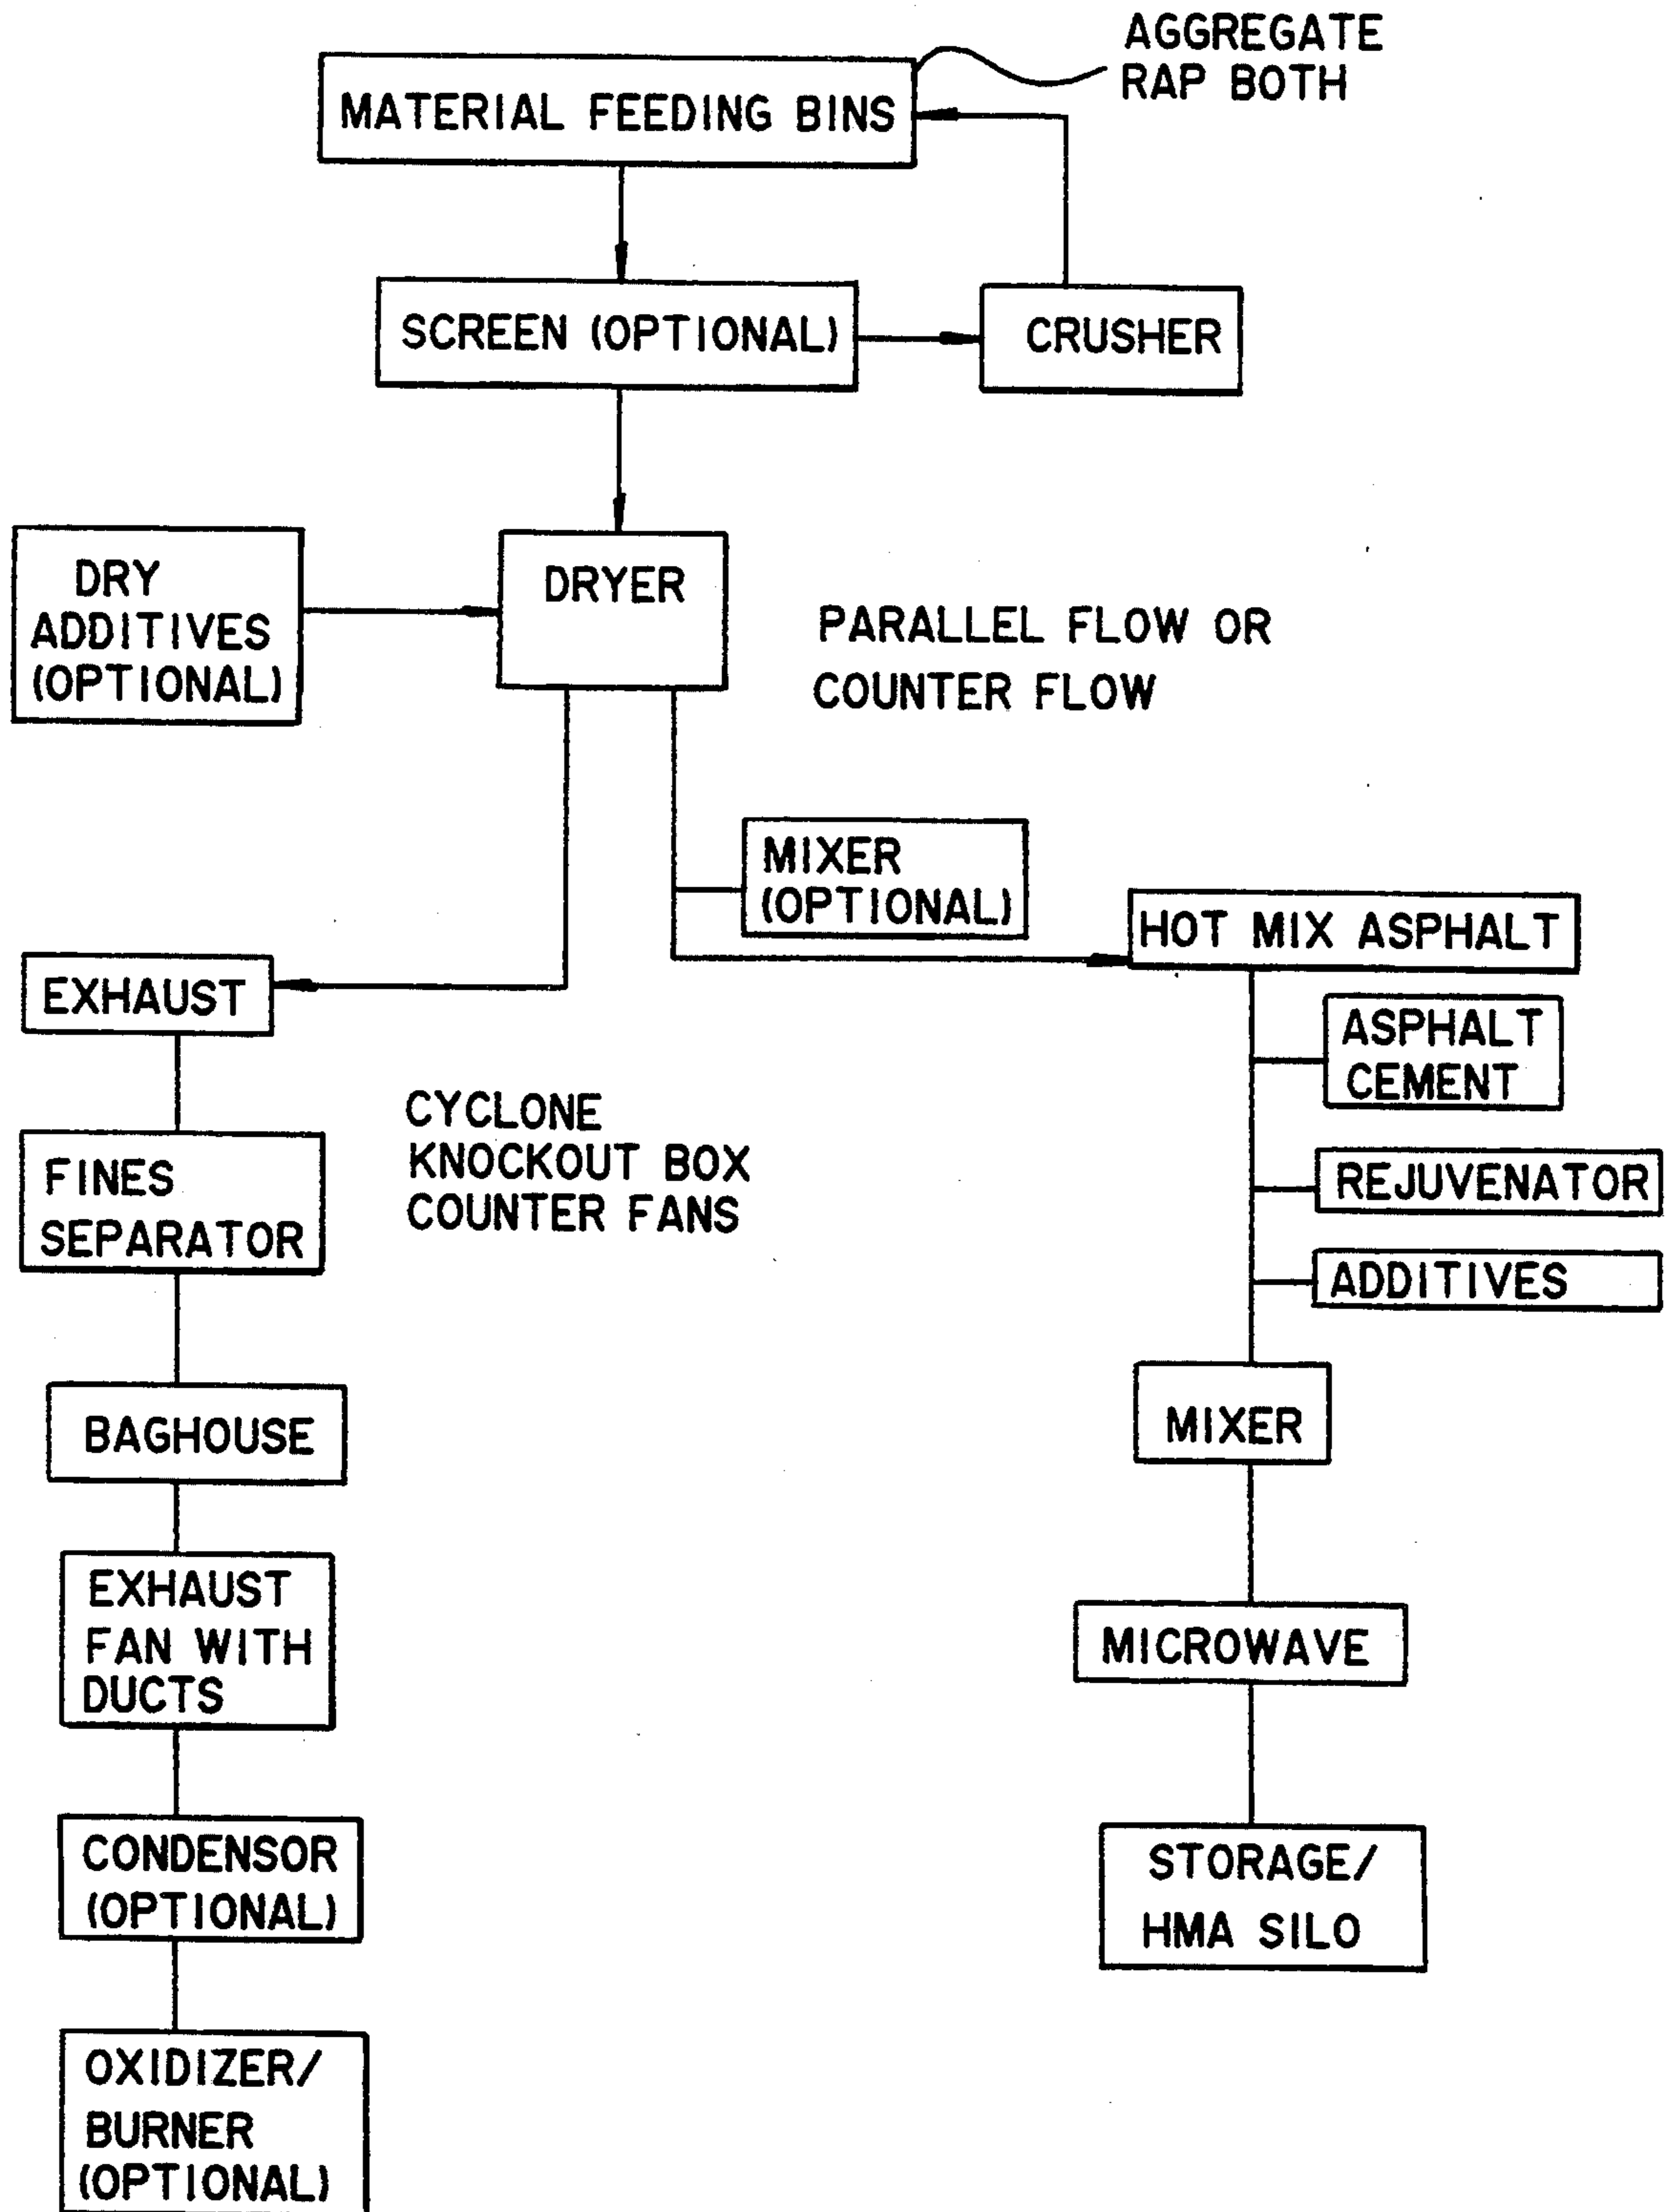 AGGREGATE
RAP BOTH
MATERIAL FEEDING BINS
SCREEN (OPTIONAL)
CRUSHER
DRY
ADDITIVES
(OPTIONAL)
DRYER
PARALLEL FLOW OR
COUNTER FLOW
MIXER
(OPTIONAL)
HOT MIX ASPHALT
EXHAUST
ASPHALT
CEMENT
CYCLONE
KNOCKOUT BOX
COUNTER FANS
FINES
SEPARATOR
REJUVENATOR
ADDITIVES
BAGHOUSE
MIXER
EXHAUST
FAN WITH
DUCTS
MICROWAVE
CONDENSOR
(OPTIONAL)
STORAGE/
HMA SILO
OXIDIZER/
BURNER
(OPTIONAL)